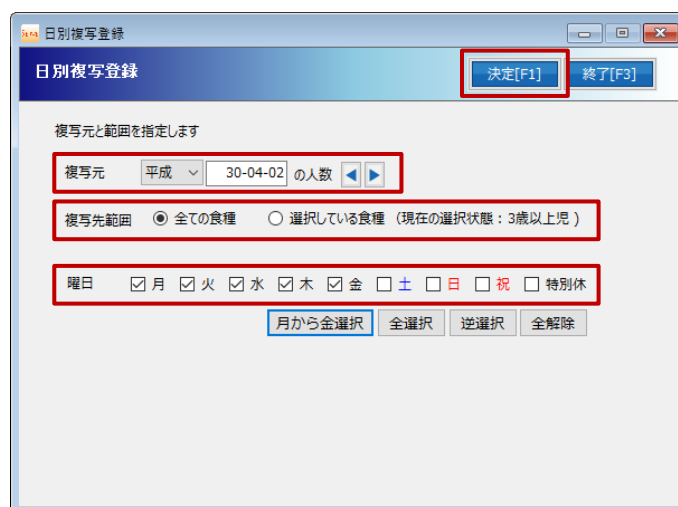 日別複写登録
日別複写登録 決定[F1] 終了[F3]
複写元と範囲を指定します
複写元 平成 30-04-02 の人数
複写先範囲 全ての食種 選択している食種 (現在の選択状態:3歳以上児)
曜日 月 火 水 木 金 土 日 祝 特別休
月から金選択 全選択 逆選択 全解除